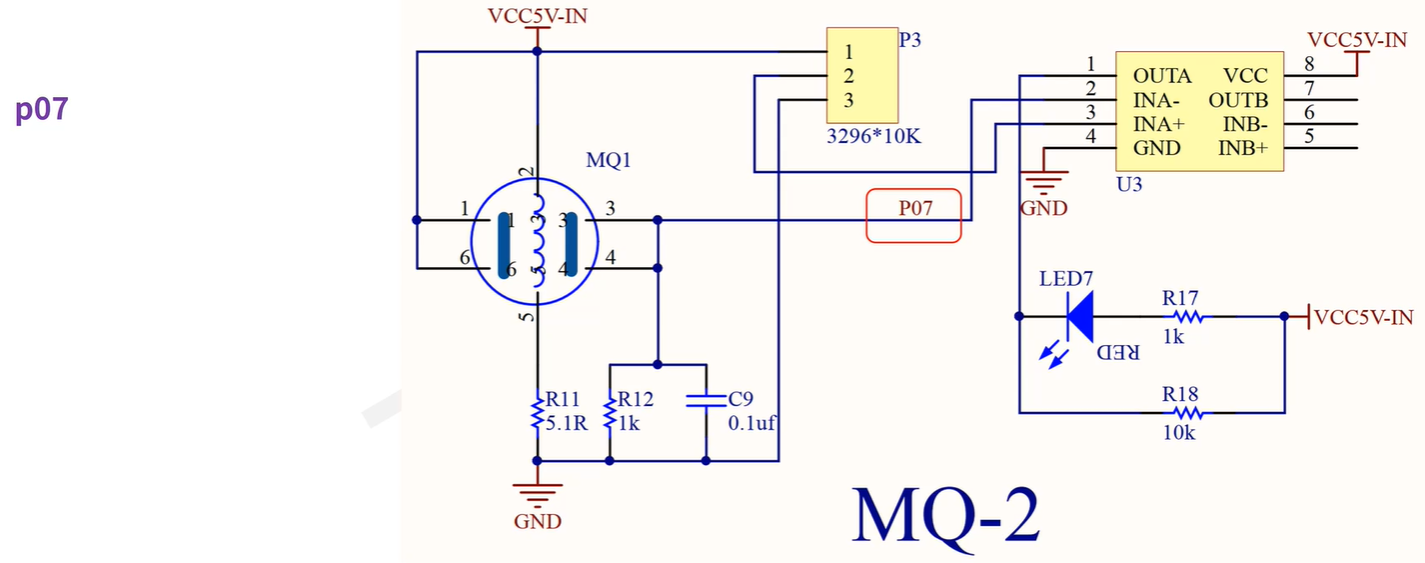 p07
VCC5V-IN
P3
1
2
3
3296*10K
VCC5V-IN
1 OUTA VCC 8
2 INA- OUTB 7
3 INA+ INB- 6
4 GND INB+ 5
U3
GND
MQ1
2
1 1 3 3 3
P07
6 6 5 4 4
5
LED7
RED
R17
1k
VCC5V-IN
R18
10k
R11
5.1R
R12
1k
C9
0.1uf
GND
MQ-2